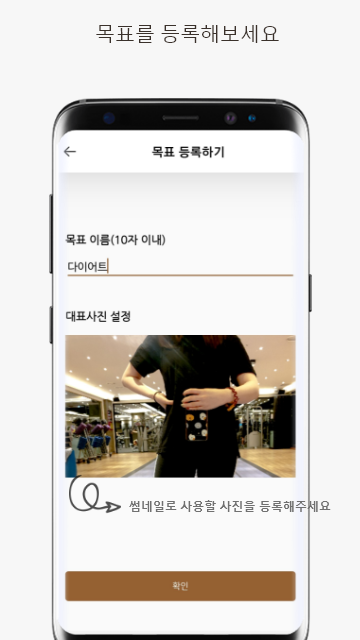 목표를 등록해보세요
목표 등록하기
목표 이름(10자 이내)
다이어트
대표사진 설정
썸네일로 사용할 사진을 등록해주세요
확인